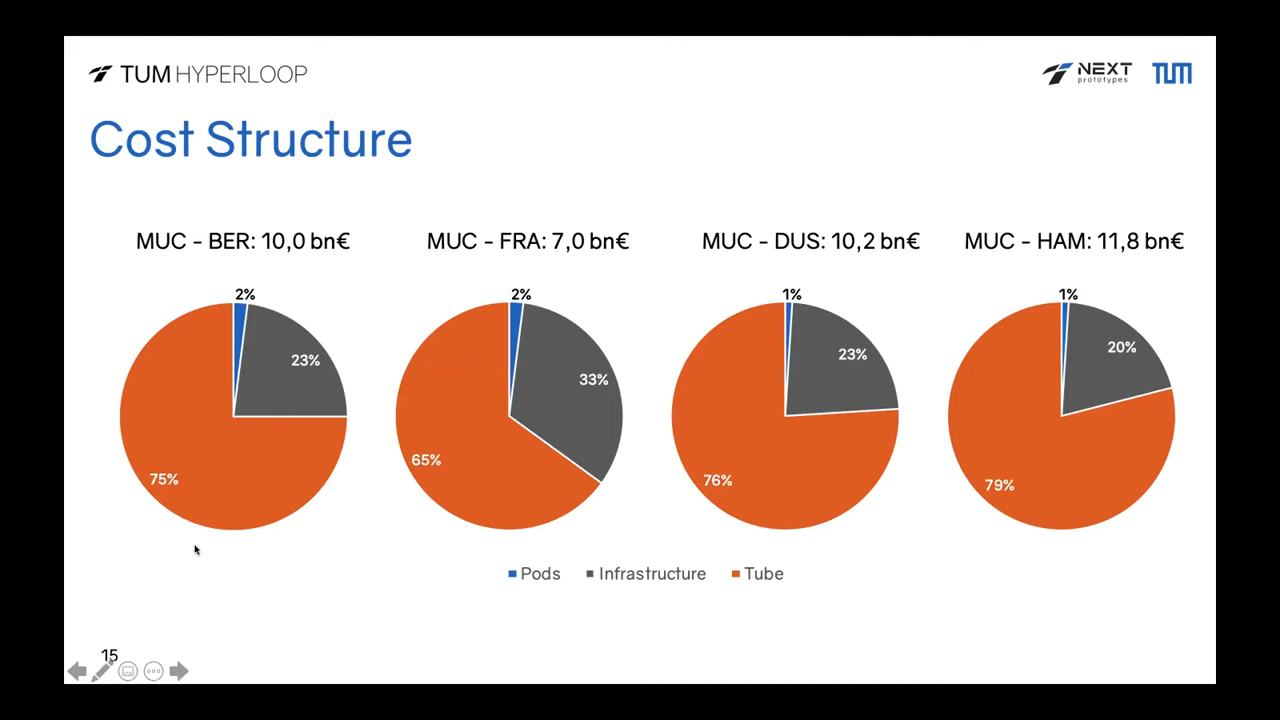 TUM HYPERLOOP
NEXT
prototypes
TUM
Cost Structure
MUC - BER: 10,0 bn€
MUC - FRA: 7,0 bn€
MUC - DUS: 10,2 bn€
MUC - HAM: 11,8 bn€
2%
23%
75%
2%
33%
65%
1%
23%
76%
1%
20%
79%
Pods
Infrastructure
Tube
15